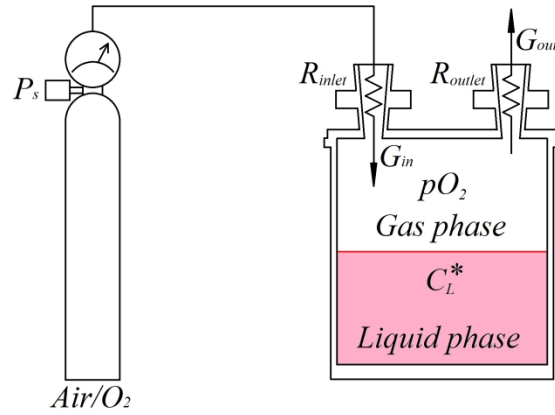 G_out
R_inlet
R_outlet
P_s
G_in
pO_2
Gas phase
C_L*
Liquid phase
Air/O_2